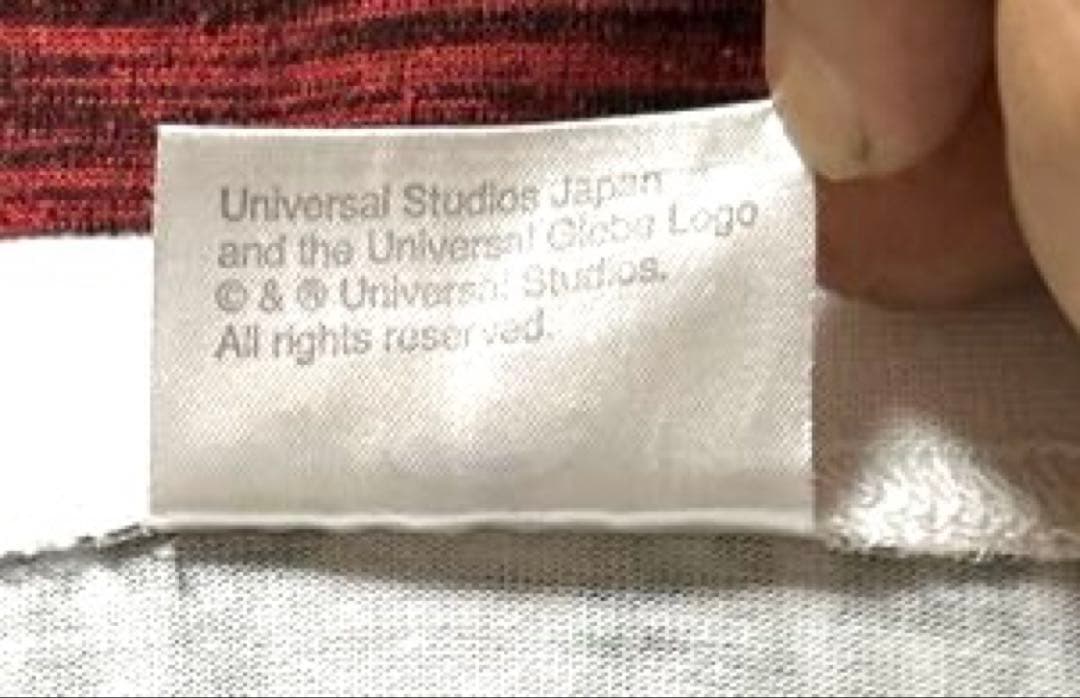 Universal Studios Japan
and the Universal Globe Logo
© & ® Universal Studios.
All rights reserved.